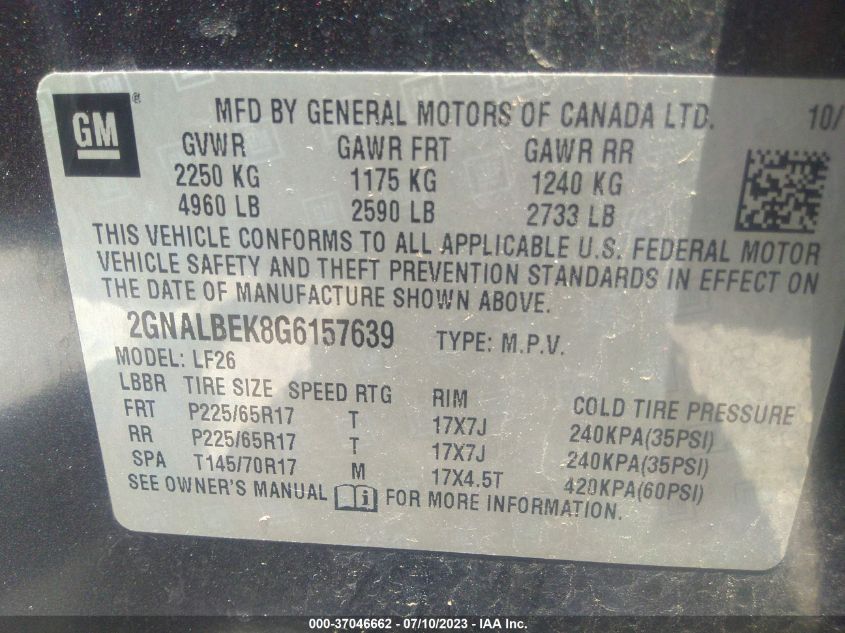 GM ®
MFD BY GENERAL MOTORS OF CANADA LTD. 10/
GVWR GAWR FRT GAWR RR
2250 KG 1175 KG 1240 KG
4960 LB 2590 LB 2733 LB
THIS VEHICLE CONFORMS TO ALL APPLICABLE U.S. FEDERAL MOTOR
VEHICLE SAFETY AND THEFT PREVENTION STANDARDS IN EFFECT ON
THE DATE OF MANUFACTURE SHOWN ABOVE.
2GNALBEK8G6157639 TYPE: M.P.V.
MODEL: LF26
LBBR TIRE SIZE SPEED RTG RIM COLD TIRE PRESSURE
FRT P225/65R17 T 17X7J 240KPA(35PSI)
RR P225/65R17 T 17X7J 240KPA(35PSI)
SPA T145/70R17 M 17X4.5T 420KPA(60PSI)
SEE OWNER'S MANUAL FOR MORE INFORMATION.
000-37046662 - 07/10/2023 - IAA Inc.